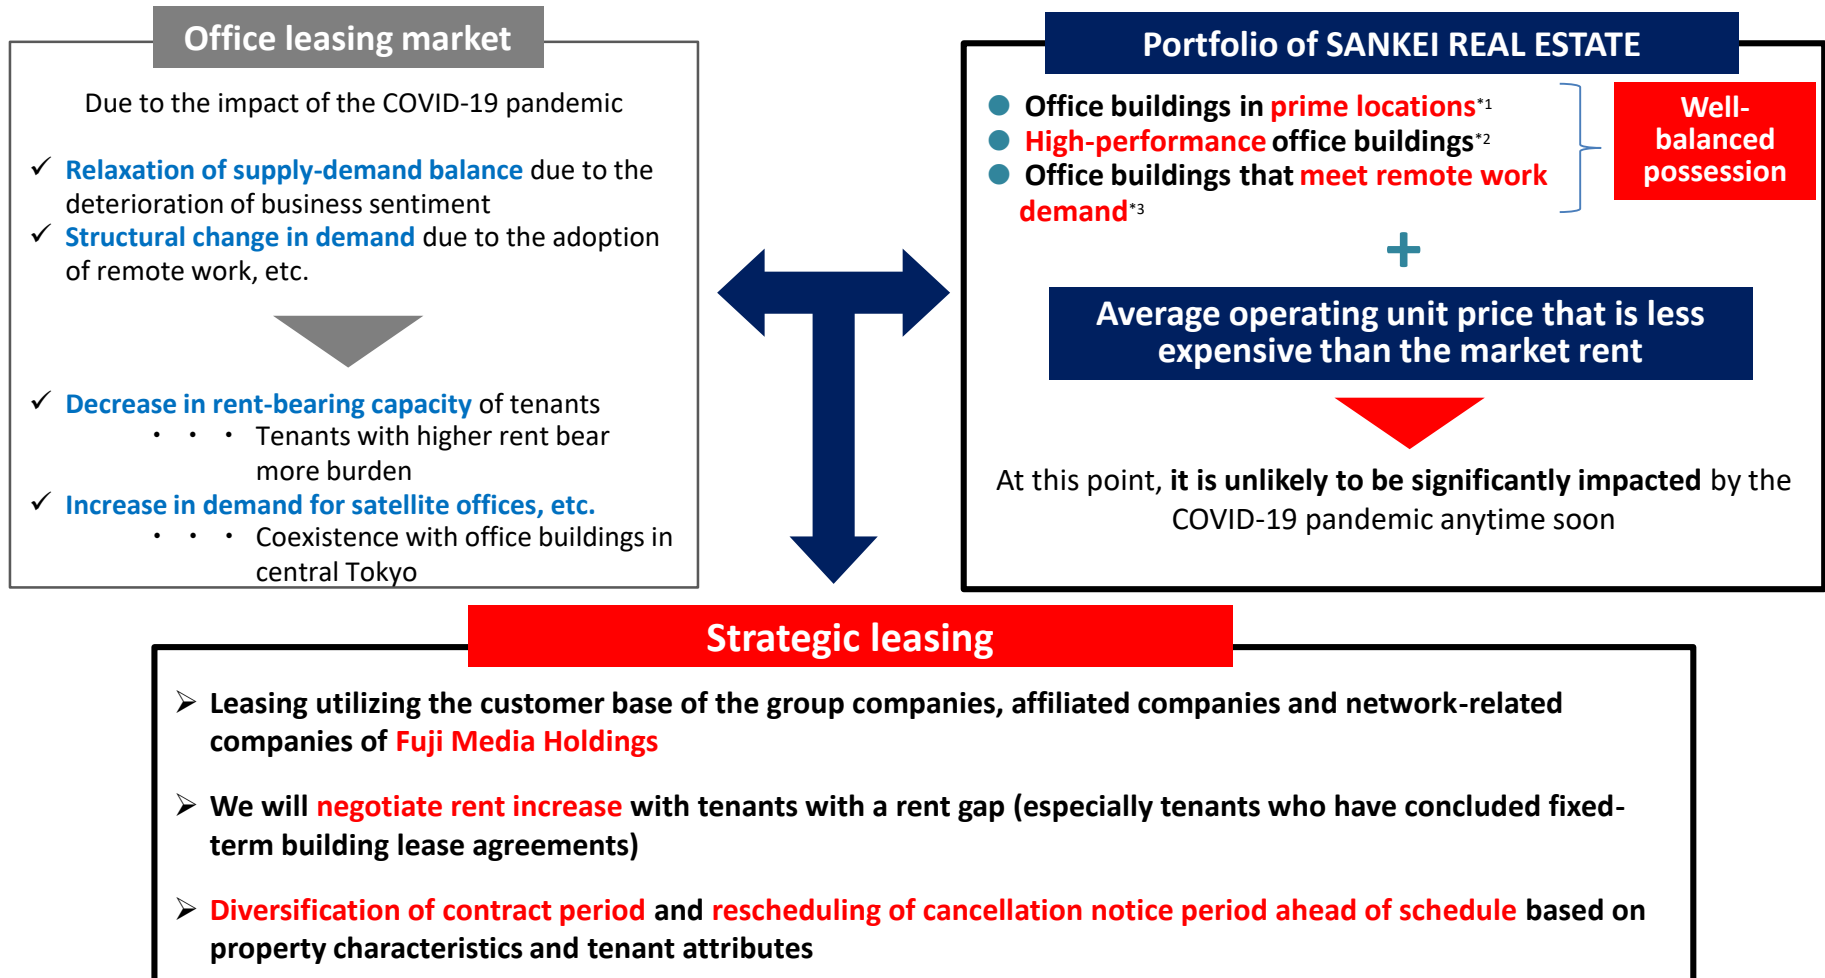 Office leasing market
Due to the impact of the COVID-19 pandemic
✓ Relaxation of supply-demand balance due to the
deterioration of business sentiment
✓ Structural change in demand due to the adoption
of remote work, etc.
✓ Decrease in rent-bearing capacity of tenants
・・・ Tenants with higher rent bear
more burden
✓ Increase in demand for satellite offices, etc.
・・・ Coexistence with office buildings in
central Tokyo
Portfolio of SANKEI REAL ESTATE
● Office buildings in prime locations*1
● High-performance office buildings*2
● Office buildings that meet remote work
demand*3
Well-
balanced
possession
+
Average operating unit price that is less
expensive than the market rent
At this point, it is unlikely to be significantly impacted by the
COVID-19 pandemic anytime soon
Strategic leasing
➢ Leasing utilizing the customer base of the group companies, affiliated companies and network-related
companies of Fuji Media Holdings
➢ We will negotiate rent increase with tenants with a rent gap (especially tenants who have concluded fixed-
term building lease agreements)
➢ Diversification of contract period and rescheduling of cancellation notice period ahead of schedule based on
property characteristics and tenant attributes